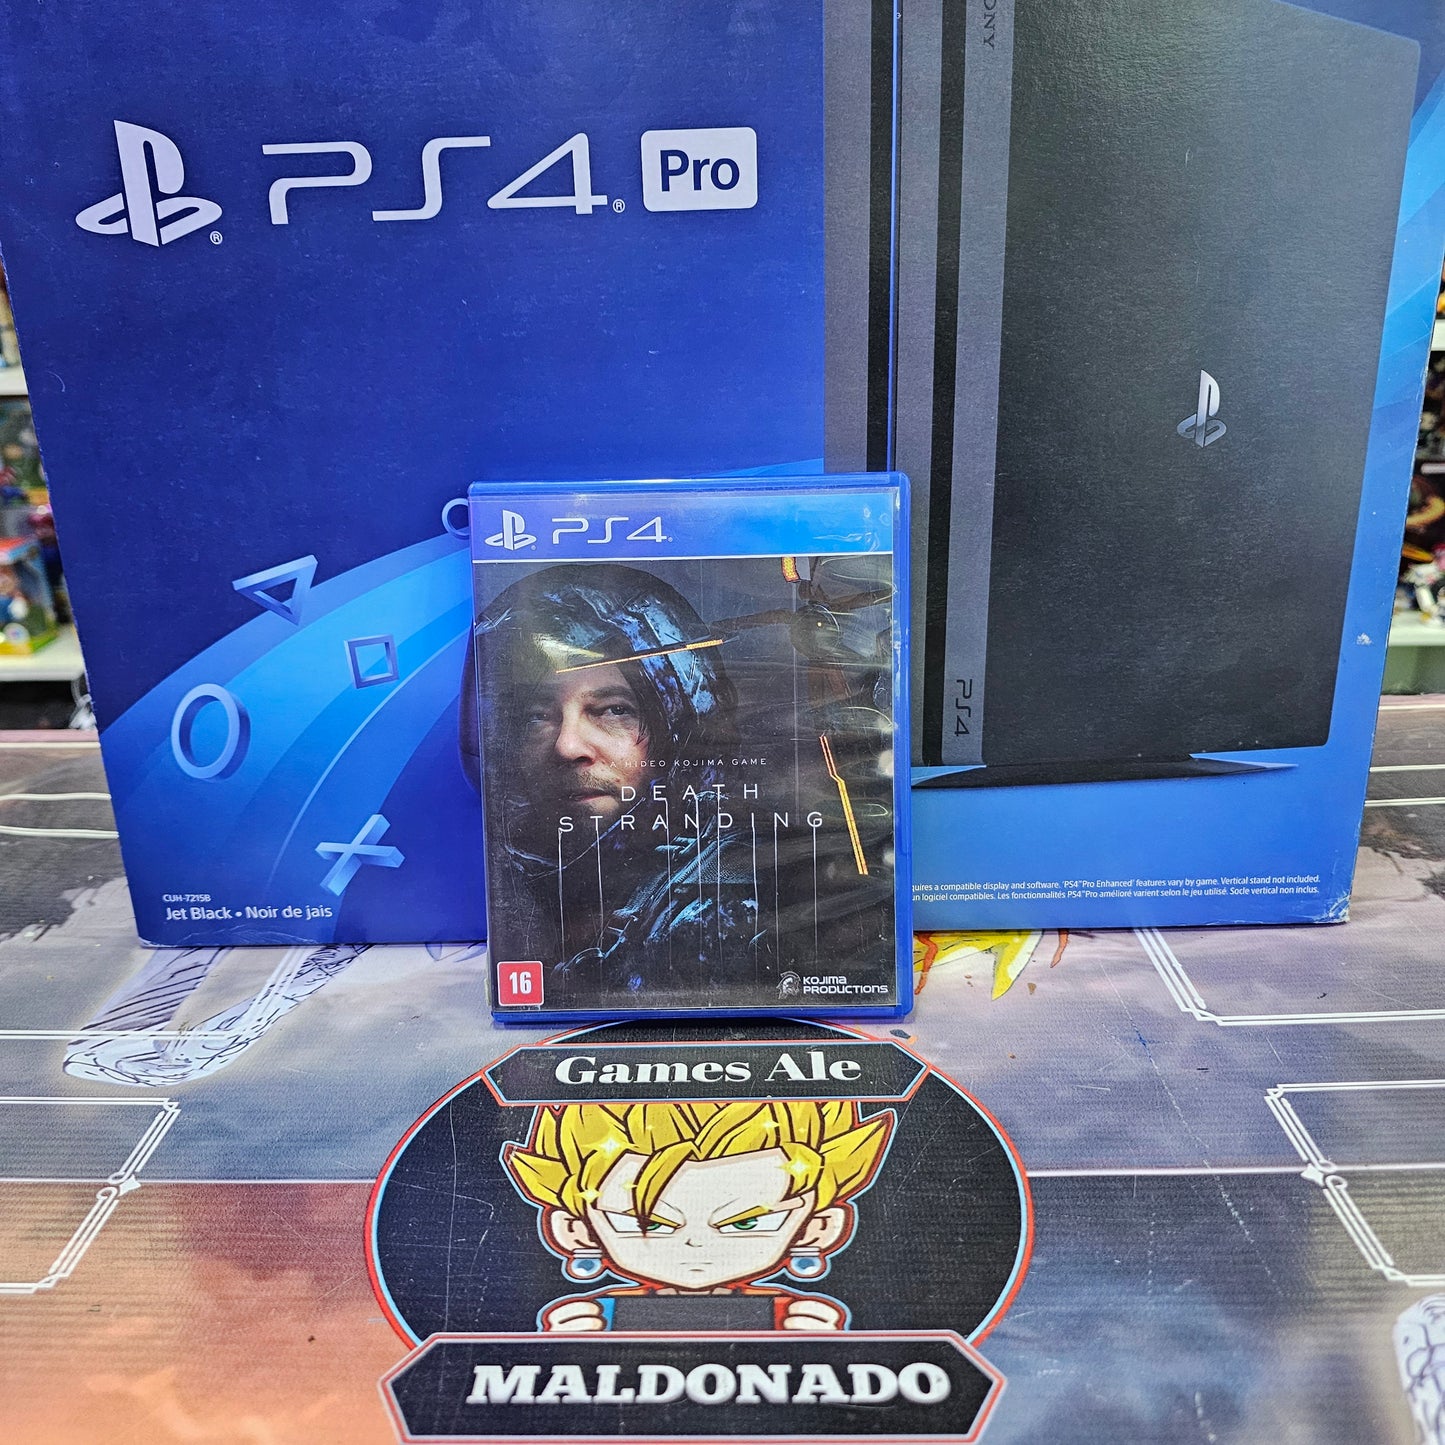 PS4® Pro
SONY
PS4
CUH-7215B
Jet Black • Noir de jais
quires a compatible display and software. 'PS4™Pro Enhanced' features vary by game. Vertical stand not included.
un logiciel compatibles. Les fonctionnalités PS4™Pro amélioré varient selon le jeu utilisé. Socle vertical non inclus.
PS4
A HIDEO KOJIMA GAME
DEATH
STRANDING
16
KOJIMA
PRODUCTIONS
Games Ale
MALDONADO